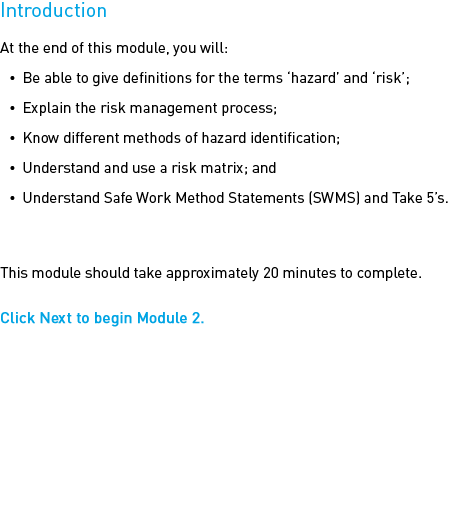 Introduction
At the end of this module, you will:
• Be able to give definitions for the terms ‘hazard’ and ‘risk’;
• Explain the risk management process;
• Know different methods of hazard identification;
• Understand and use a risk matrix; and
• Understand Safe Work Method Statements (SWMS) and Take 5’s.
This module should take approximately 20 minutes to complete.
Click Next to begin Module 2.